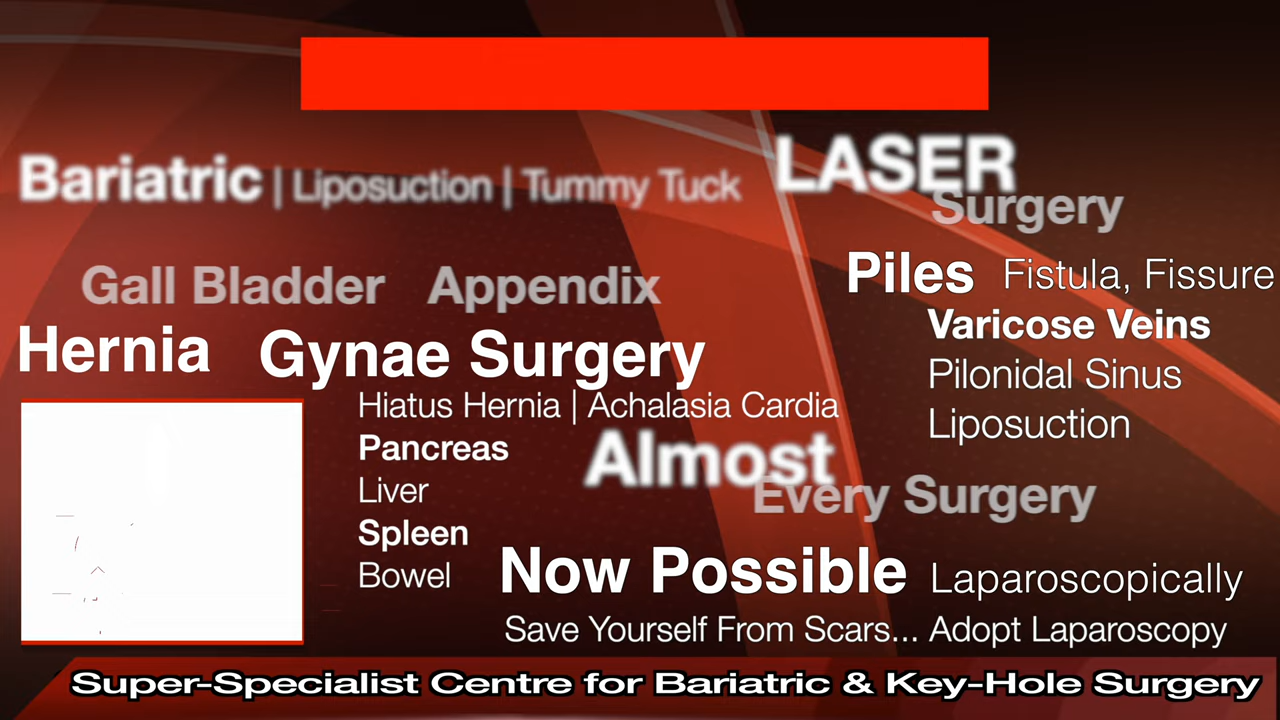 Bariatric | Liposuction | Tummy Tuck
LASER
Surgery
Gall Bladder Appendix
Piles Fistula, Fissure
Hernia Gynae Surgery
Varicose Veins
Pilonidal Sinus
Liposuction
Hiatus Hernia | Achalasia Cardia
Pancreas
Liver
Spleen
Bowel
Almost
Every Surgery
Now Possible Laparoscopically
Save Yourself From Scars... Adopt Laparoscopy
Super-Specialist Centre for Bariatric & Key-Hole Surgery